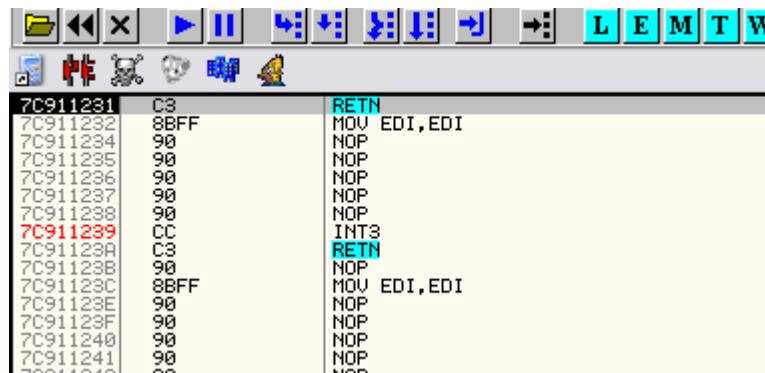 L E M T W
7C911231 C3 RETN
7C911232 8BFF MOV EDI,EDI
7C911234 90 NOP
7C911235 90 NOP
7C911236 90 NOP
7C911237 90 NOP
7C911238 90 NOP
7C911239 CC INT3
7C91123A C3 RETN
7C91123B 90 NOP
7C91123C 8BFF MOV EDI,EDI
7C91123E 90 NOP
7C91123F 90 NOP
7C911240 90 NOP
7C911241 90 NOP